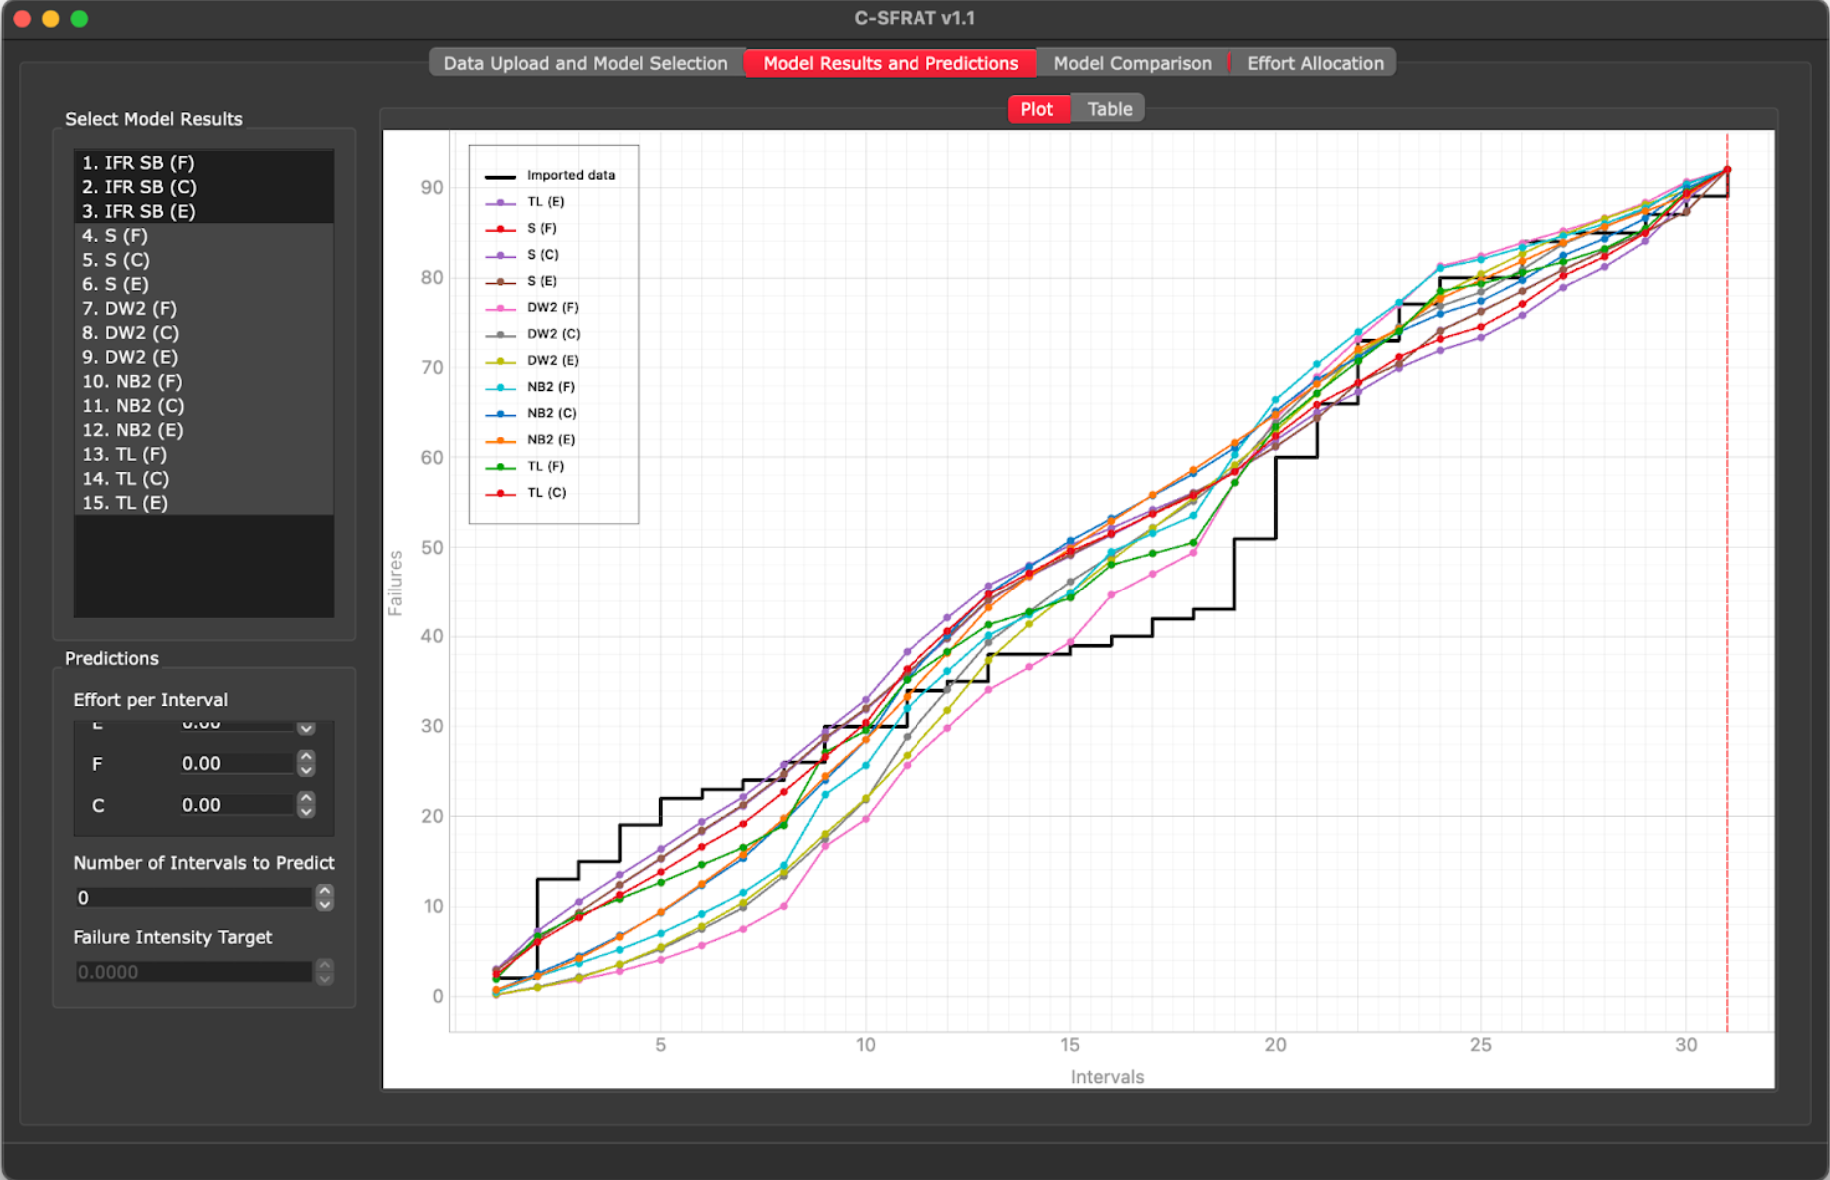 C-SFRAT v1.1
Data Upload and Model Selection
Model Results and Predictions
Model Comparison
Effort Allocation
Plot
Table
Select Model Results
1. IFR SB (F)
2. IFR SB (C)
3. IFR SB (E)
4. S (F)
5. S (C)
6. S (E)
7. DW2 (F)
8. DW2 (C)
9. DW2 (E)
10. NB2 (F)
11. NB2 (C)
12. NB2 (E)
13. TL (F)
14. TL (C)
15. TL (E)
Predictions
Effort per Interval
E 0.00
F 0.00
C 0.00
Number of Intervals to Predict
0
Failure Intensity Target
0.0000
Imported data
TL (E)
S (F)
S (C)
S (E)
DW2 (F)
DW2 (C)
DW2 (E)
NB2 (F)
NB2 (C)
NB2 (E)
TL (F)
TL (C)
Failures
90
80
70
60
50
40
30
20
10
0
5 10 15 20 25 30
Intervals